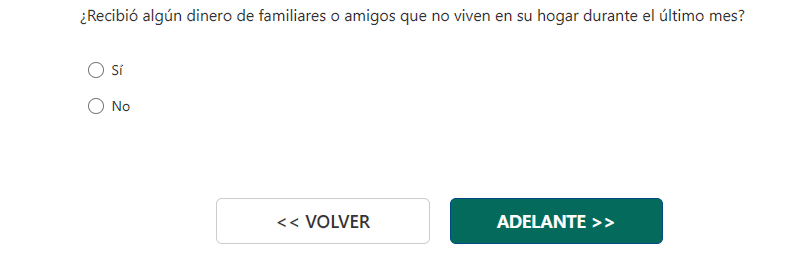 ¿Recibió algún dinero de familiares o amigos que no viven en su hogar durante el último mes?
Sí
No
<< VOLVER
ADELANTE >>